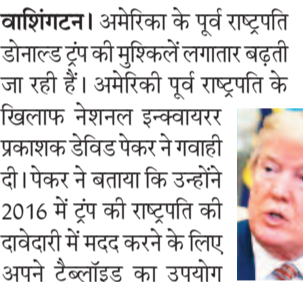 वाशिंगटन। अमेरिका के पूर्व राष्ट्रपति
डोनाल्ड ट्रंप की मुश्किलें लगातार बढ़ती
जा रही हैं। अमेरिकी पूर्व राष्ट्रपति के
खिलाफ नेशनल इन्क्वायरर
प्रकाशक डेविड पेकर ने गवाही
दी। पेकर ने बताया कि उन्होंने
2016 में ट्रंप की राष्ट्रपति की
दावेदारी में मदद करने के लिए
अपने टैब्लॉइड का उपयोग